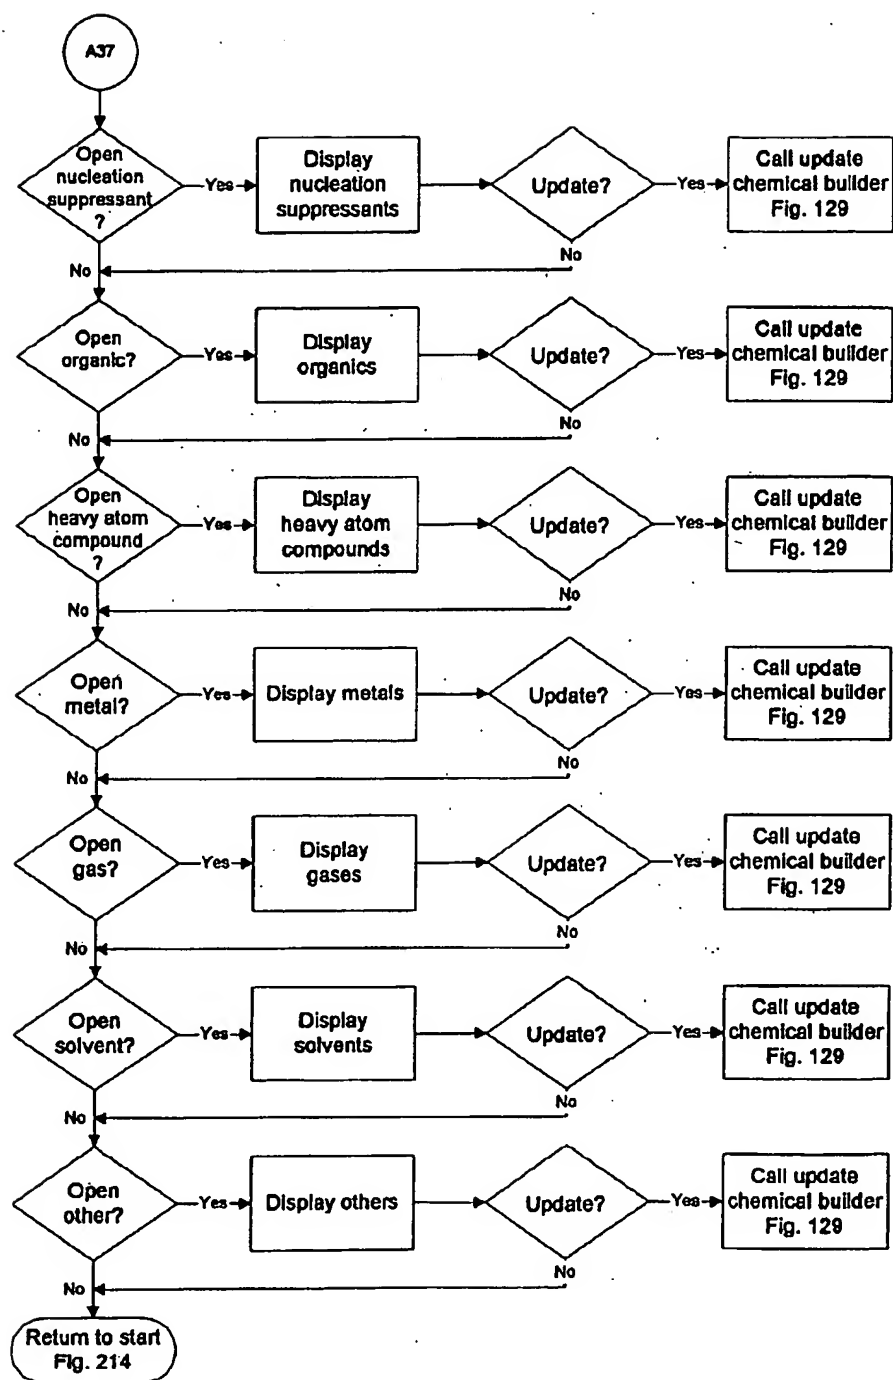 A37
Open
nucleation
suppressant
?
Yes
Display
nucleation
suppressants
Update?
Yes
Call update
chemical builder
Fig. 129
No
No
Open
organic?
Yes
Display
organics
Update?
Yes
Call update
chemical builder
Fig. 129
No
No
Open
heavy atom
compound
?
Yes
Display
heavy atom
compounds
Update?
Yes
Call update
chemical builder
Fig. 129
No
No
Open
metal?
Yes
Display metals
Update?
Yes
Call update
chemical builder
Fig. 129
No
No
Open
gas?
Yes
Display
gases
Update?
Yes
Call update
chemical builder
Fig. 129
No
No
Open
solvent?
Yes
Display
solvents
Update?
Yes
Call update
chemical builder
Fig. 129
No
No
Open
other?
Yes
Display others
Update?
Yes
Call update
chemical builder
Fig. 129
No
No
Return to start
Fig. 214